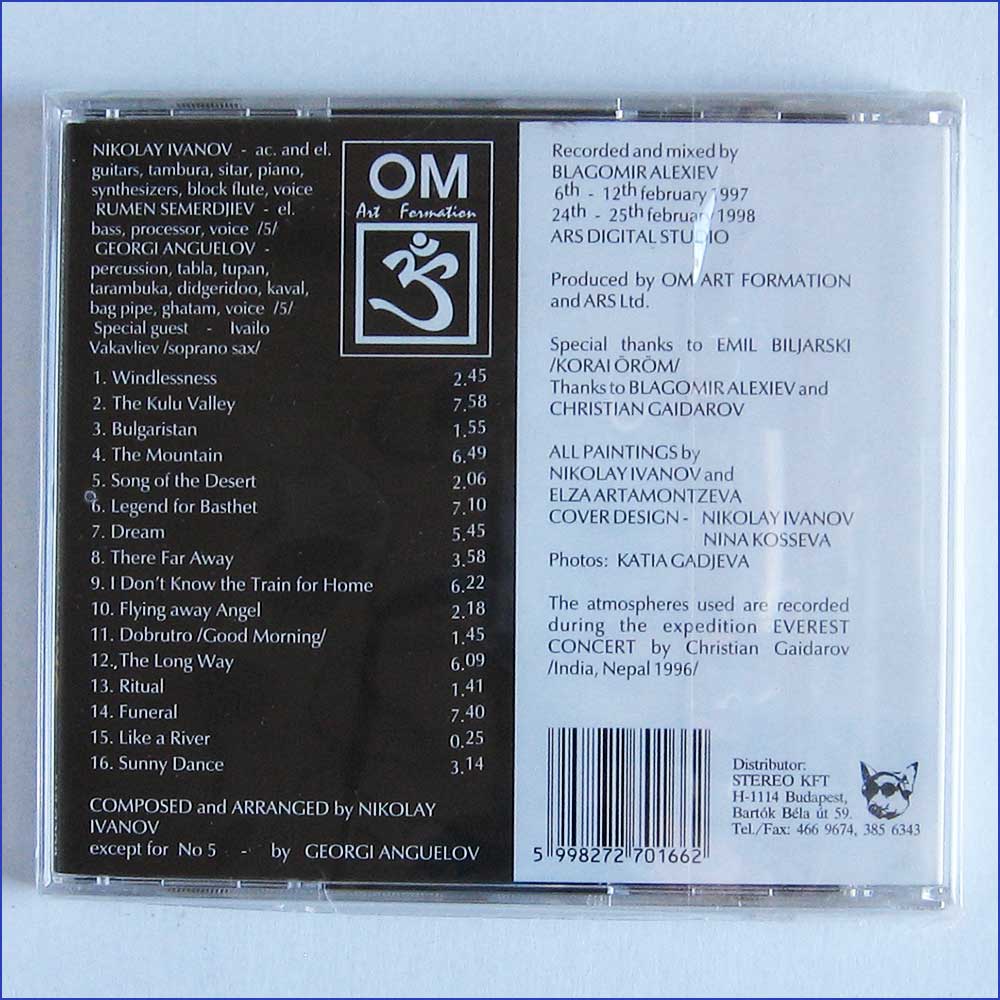 NIKOLAY IVANOV - ac. and el.
guitars, tambura, sitar, piano,
synthesizers, block flute, voice
RUMEN SEMERDJIEV - el.
bass, processor, voice /5/
GEORGI ANGUELOV -
percussion, tabla, tupan,
tarambuka, didgeridoo, kaval,
bag pipe, ghatam, voice /5/
Special guest - Ivailo
Vakavliev /soprano sax/
OM
Art Formation
ॐ
1. Windlessness 2.45
2. The Kulu Valley 7.58
3. Bulgaristan 1.55
4. The Mountain 6.49
5. Song of the Desert 2.06
6. Legend for Basthet 7.10
7. Dream 5.45
8. There Far Away 3.58
9. I Don't Know the Train for Home 6.22
10. Flying away Angel 2.18
11. Dobrutro /Good Morning/ 1.45
12. The Long Way 6.09
13. Ritual 1.41
14. Funeral 7.40
15. Like a River 0.25
16. Sunny Dance 3.14
COMPOSED and ARRANGED by NIKOLAY
IVANOV
except for No 5 - by GEORGI ANGUELOV
Recorded and mixed by
BLAGOMIR ALEXIEV
6th - 12th february 1997
24th - 25th february 1998
ARS DIGITAL STUDIO
Produced by OM ART FORMATION
and ARS Ltd.
Special thanks to EMIL BILJARSKI
/KORAI ÖRÖM/
Thanks to BLAGOMIR ALEXIEV and
CHRISTIAN GAIDAROV
ALL PAINTINGS by
NIKOLAY IVANOV and
ELZA ARTAMONTZEVA
COVER DESIGN - NIKOLAY IVANOV
NINA KOSSEVA
Photos: KATIA GADJEVA
The atmospheres used are recorded
during the expedition EVEREST
CONCERT by Christian Gaidarov
/India, Nepal 1996/
5 998272 701662
Distributor:
STEREO KFT
H-1114 Budapest,
Bartók Béla út 59.
Tel./Fax: 466 9674, 385 6343